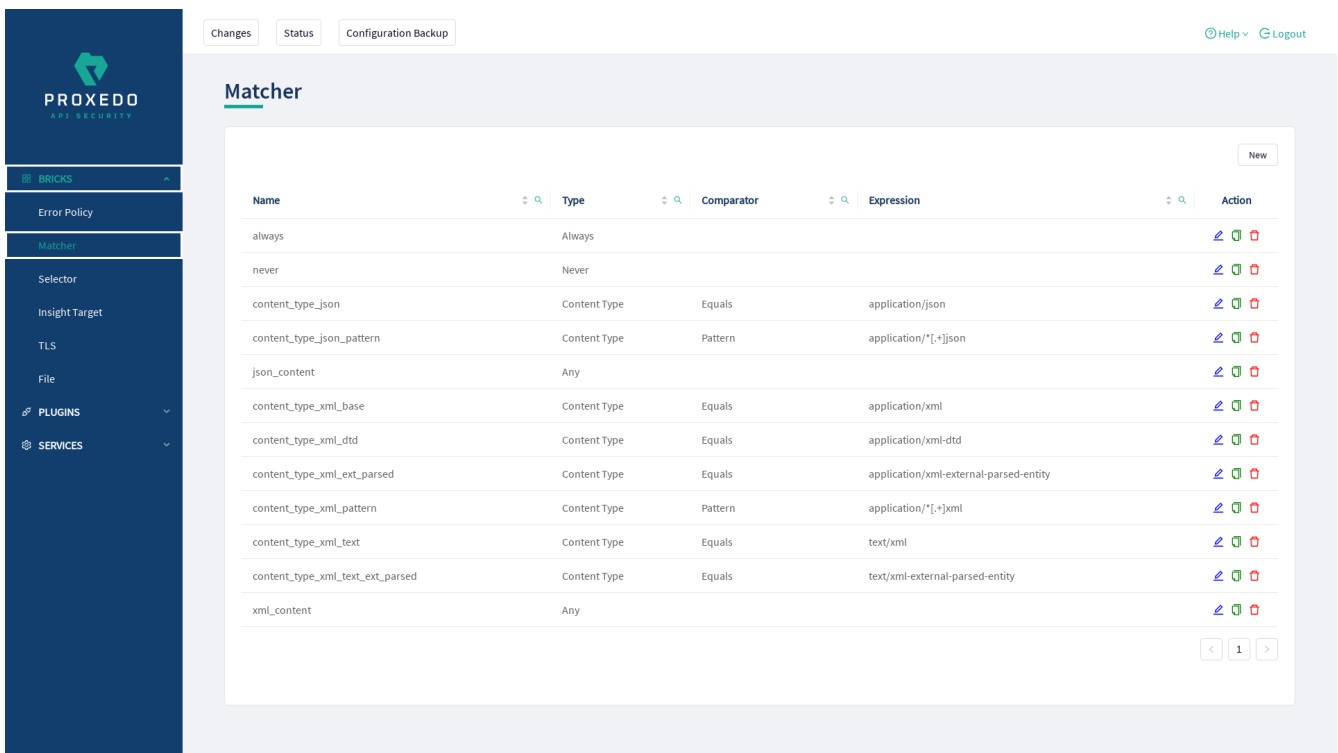 Changes Status Configuration Backup Help Logout
PROXEDO
API SECURITY
BRICKS
Error Policy
Matcher
Selector
Insight Target
TLS
File
PLUGINS
SERVICES
Matcher
New
Name Type Comparator Expression Action
always Always
never Never
content_type_json Content Type Equals application/json
content_type_json_pattern Content Type Pattern application/*[.+]json
json_content Any
content_type_xml_base Content Type Equals application/xml
content_type_xml_dtd Content Type Equals application/xml-dtd
content_type_xml_ext_parsed Content Type Equals application/xml-external-parsed-entity
content_type_xml_pattern Content Type Pattern application/*[.+]xml
content_type_xml_text Content Type Equals text/xml
content_type_xml_text_ext_parsed Content Type Equals text/xml-external-parsed-entity
xml_content Any
< 1 >